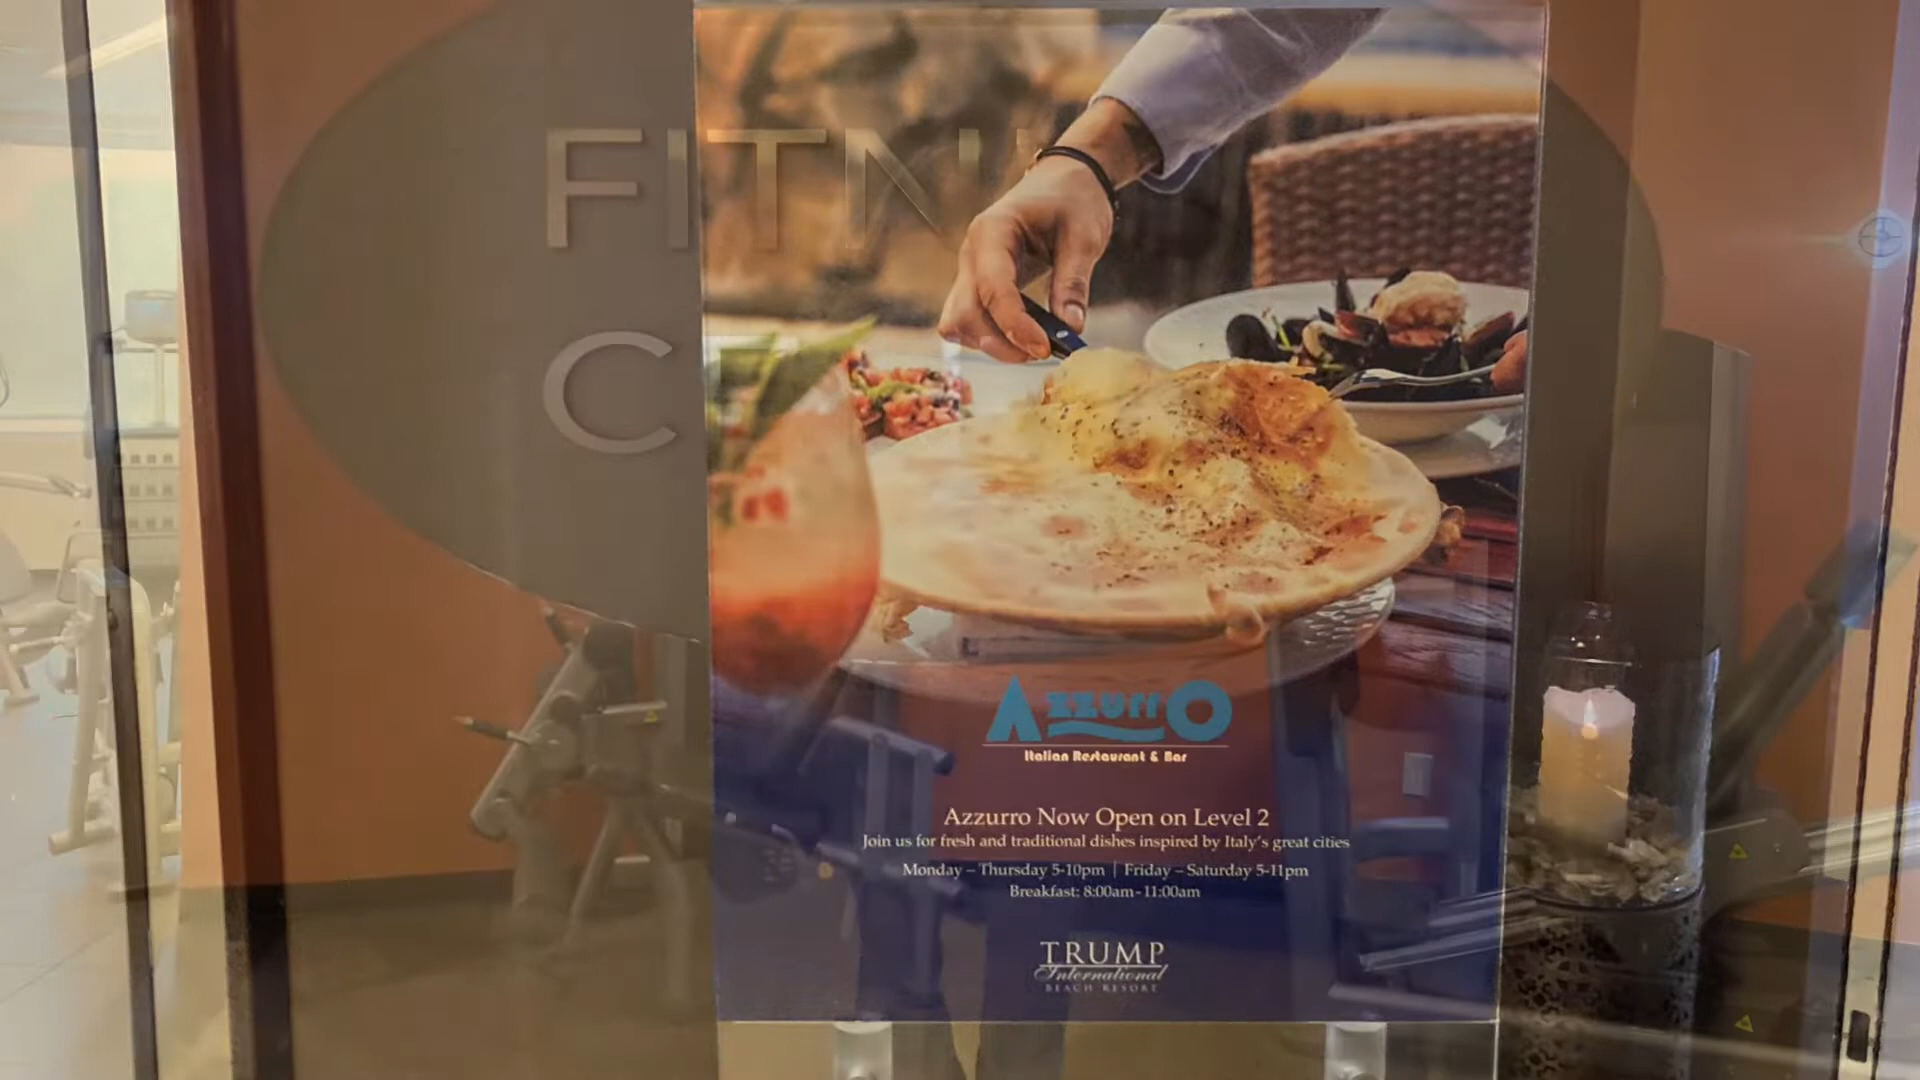 FITN
C
AzzurrO
Italian Restaurant & Bar
Azzurro Now Open on Level 2
Join us for fresh and traditional dishes inspired by Italy's great cities
Monday – Thursday 5-10pm | Friday – Saturday 5-11pm
Breakfast: 8:00am - 11:00am
TRUMP
International
BEACH RESORT